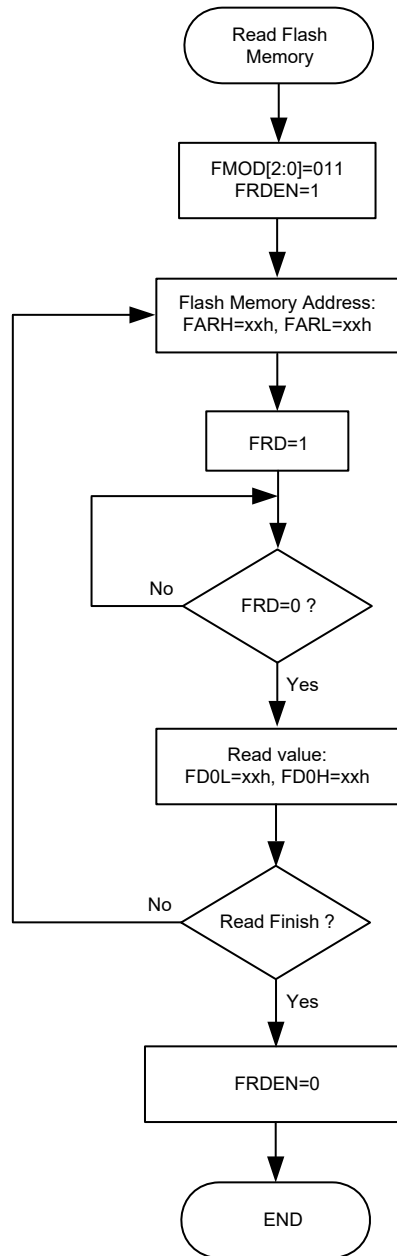 Read Flash
Memory
FMOD[2:0]=011
FRDEN=1
Flash Memory Address:
FARH=xxh, FARL=xxh
FRD=1
No
FRD=0 ?
Yes
Read value:
FD0L=xxh, FD0H=xxh
No
Read Finish ?
Yes
FRDEN=0
END